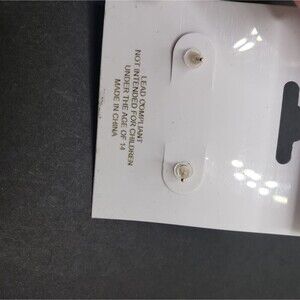 LEAD COMPLIANT
NOT INTENDED FOR CHILDREN
UNDER THE AGE OF 14
MADE IN CHINA